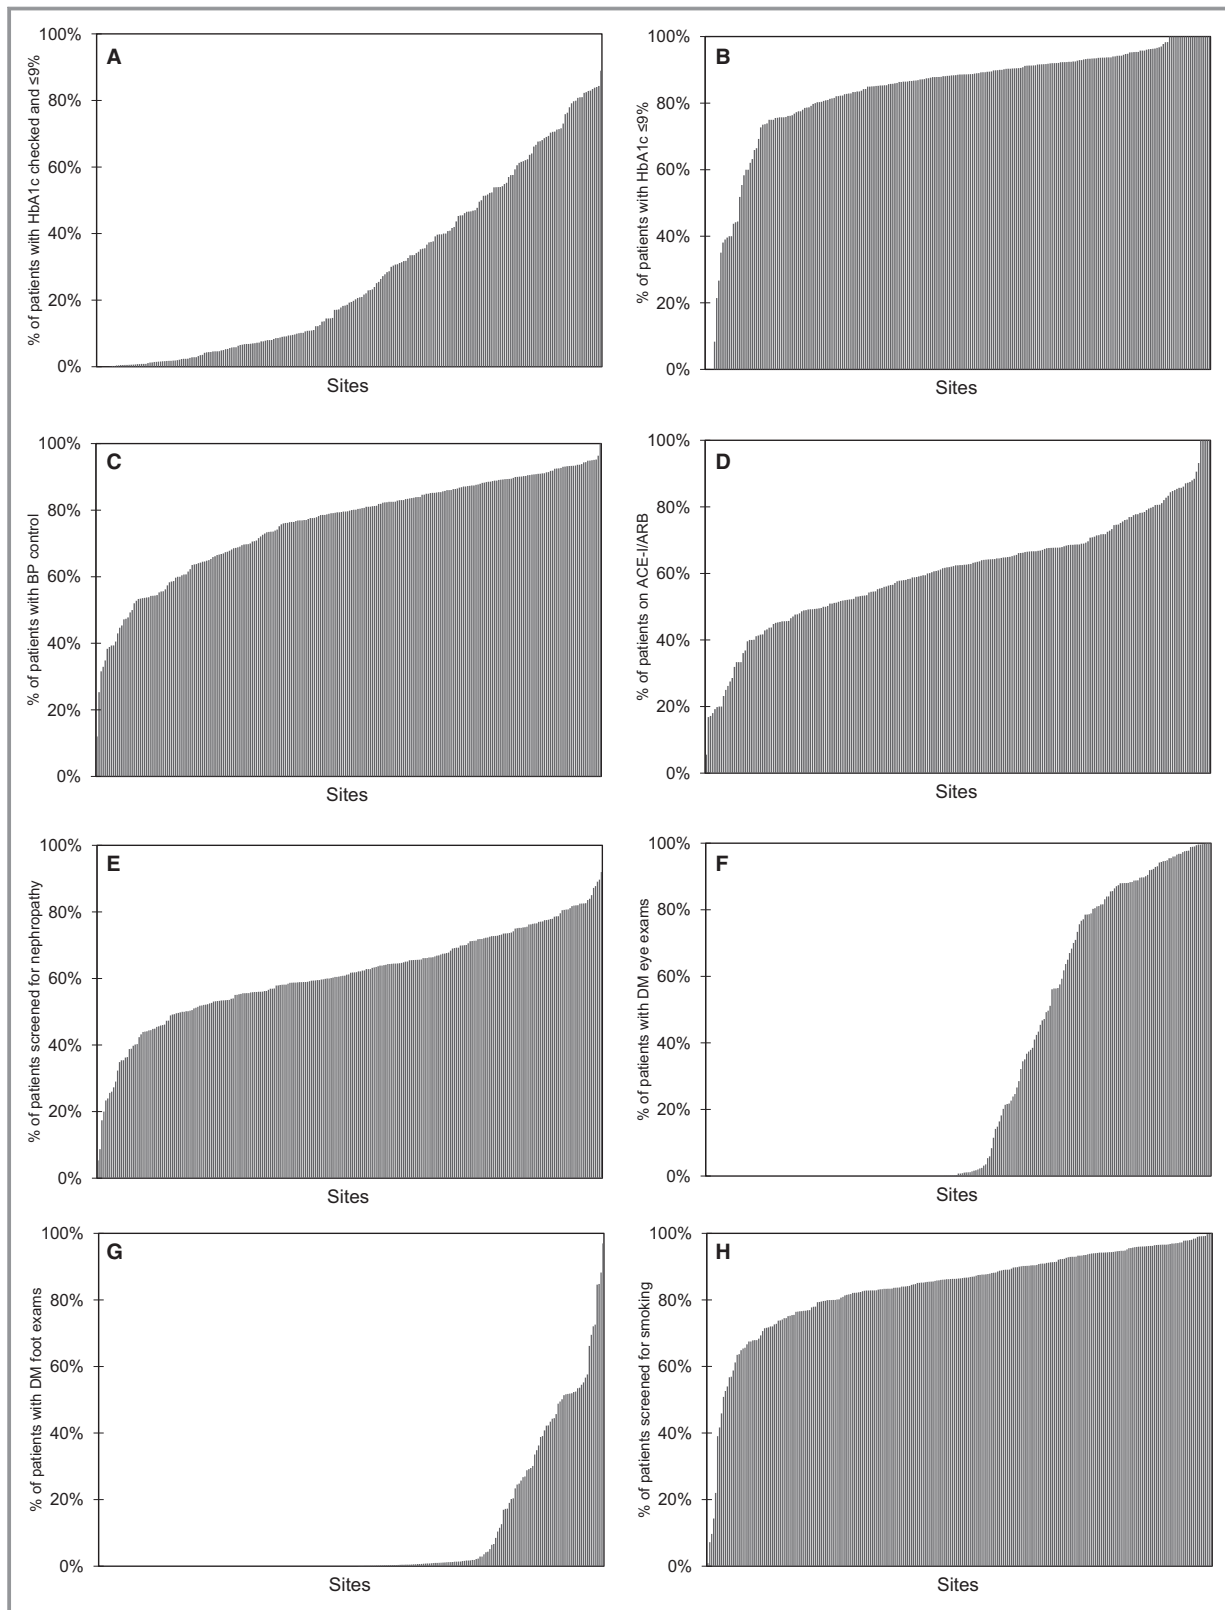 A
% of patients with HbA1c checked and ≤9%
100%
80%
60%
40%
20%
0%
Sites
B
% of patients with HbA1c ≤9%
100%
80%
60%
40%
20%
0%
Sites
C
% of patients with BP control
100%
80%
60%
40%
20%
0%
Sites
D
% of patients on ACE-I/ARB
100%
80%
60%
40%
20%
0%
Sites
E
% of patients screened for nephropathy
100%
80%
60%
40%
20%
0%
Sites
F
% of patients with DM eye exams
100%
80%
60%
40%
20%
0%
Sites
G
% of patients with DM foot exams
100%
80%
60%
40%
20%
0%
Sites
H
% of patients screened for smoking
100%
80%
60%
40%
20%
0%
Sites